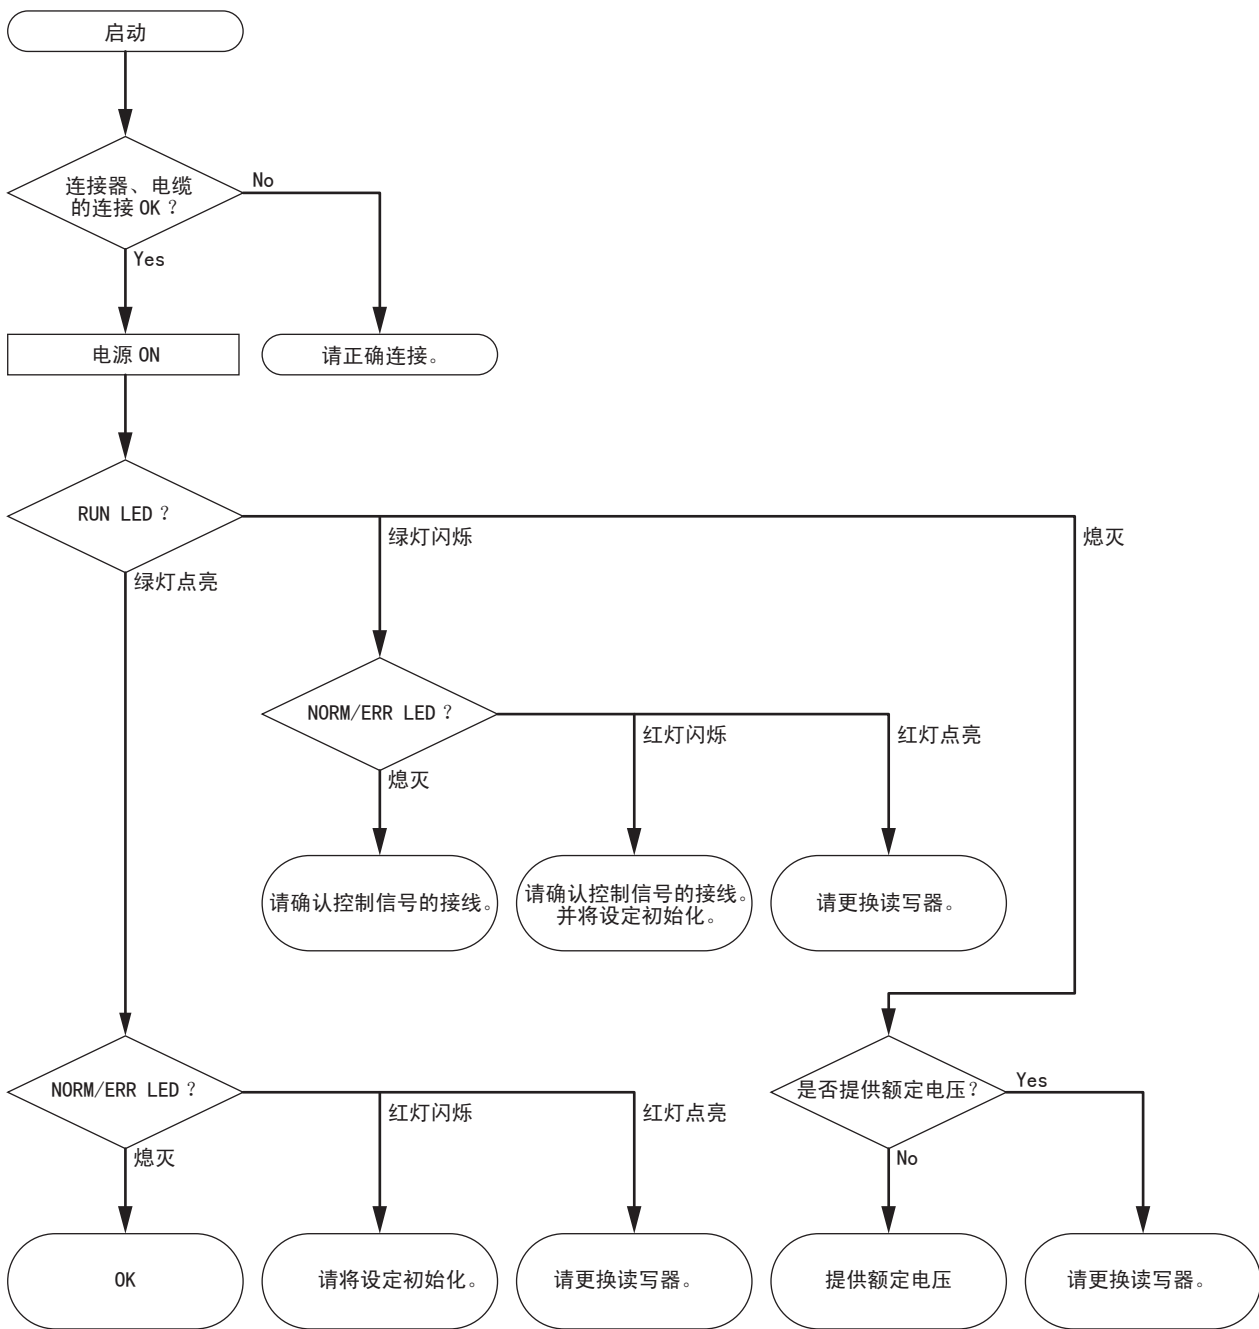 启动
连接器、电缆
的连接 OK ?
No
Yes
电源 ON
请正确连接。
RUN LED ?
绿灯闪烁
熄灭
绿灯点亮
NORM/ERR LED ?
红灯闪烁
红灯点亮
熄灭
请确认控制信号的接线。
请确认控制信号的接线。
并将设定初始化。
请更换读写器。
NORM/ERR LED ?
红灯闪烁
红灯点亮
熄灭
是否提供额定电压?
Yes
No
OK
请将设定初始化。
请更换读写器。
提供额定电压
请更换读写器。